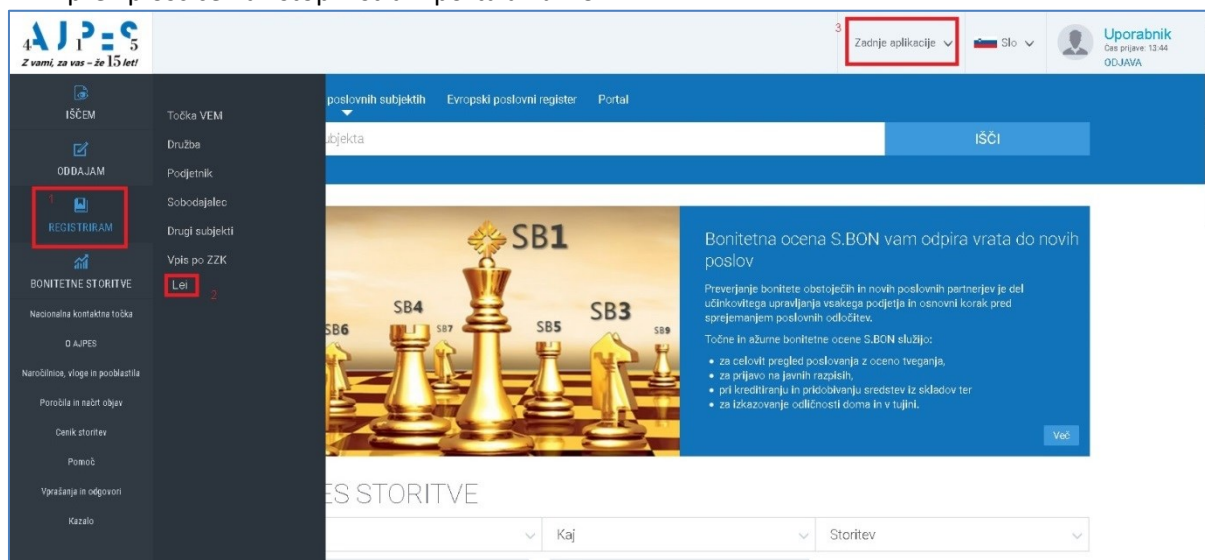 3
Zadnje aplikacije
Slo
Uporabnik
Čas prijave: 13:44
ODJAVA
4AJ1PES5
Z vami, za vas – že 15 let!
IŠČEM
ODDAJAM
1
REGISTRIRAM
BONITETNE STORITVE
Nacionalna kontaktna točka
O AJPES
Naročilnice, vloge in pooblastila
Poročila in načrt objav
Cenik storitev
Pomoč
Vprašanja in odgovori
Kazalo
Točka VEM
Družba
Podjetnik
Sobodajalec
Drugi subjekti
Vpis po ZZK
Lei
2
poslovnih subjektih
Evropski poslovni register
Portal
ubjekta
IŠČI
SB1
SB4
SB7
SB6
SB5
SB3
SB9
Bonitetna ocena S.BON vam odpira vrata do novih
poslov
Preverjanje bonitete obstoječih in novih poslovnih partnerjev je del
učinkovitega upravljanja vsakega podjetja in osnovni korak pred
sprejemanjem poslovnih odločitev.
Točne in ažurne bonitetne ocene S.BON služijo:
• za celovit pregled poslovanja z oceno tveganja,
• za prijavo na javnih razpisih,
• pri kreditiranju in pridobivanju sredstev iz skladov ter
• za izkazovanje odličnosti doma in v tujini.
Več
ES STORITVE
Kaj
Storitev